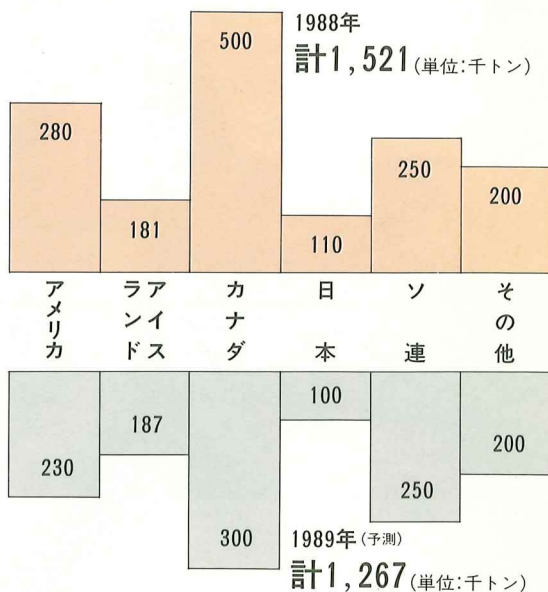 1988年
計1,521(単位:千トン)
500
280
250
200
181
110
アメリカ
アイスランド
カナダ
日本
ソ連
その他
100
187
200
230
250
300
1989年(予測)
計1,267(単位:千トン)